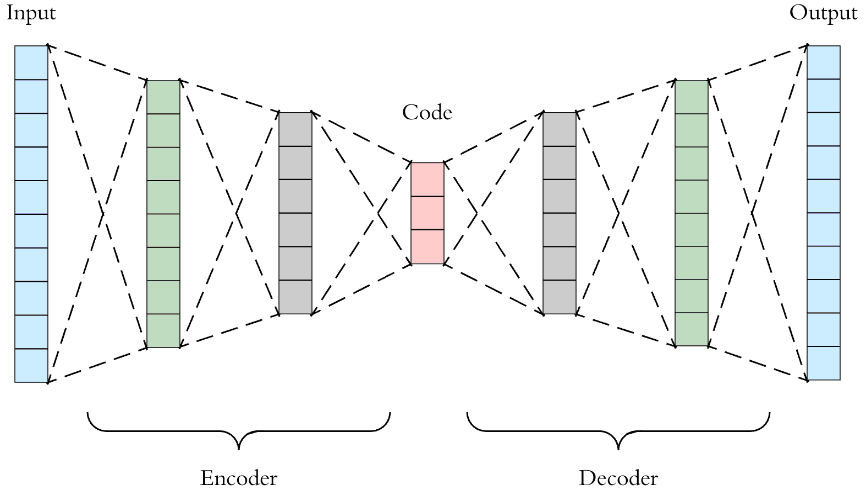 Input
Output
Code
Encoder
Decoder